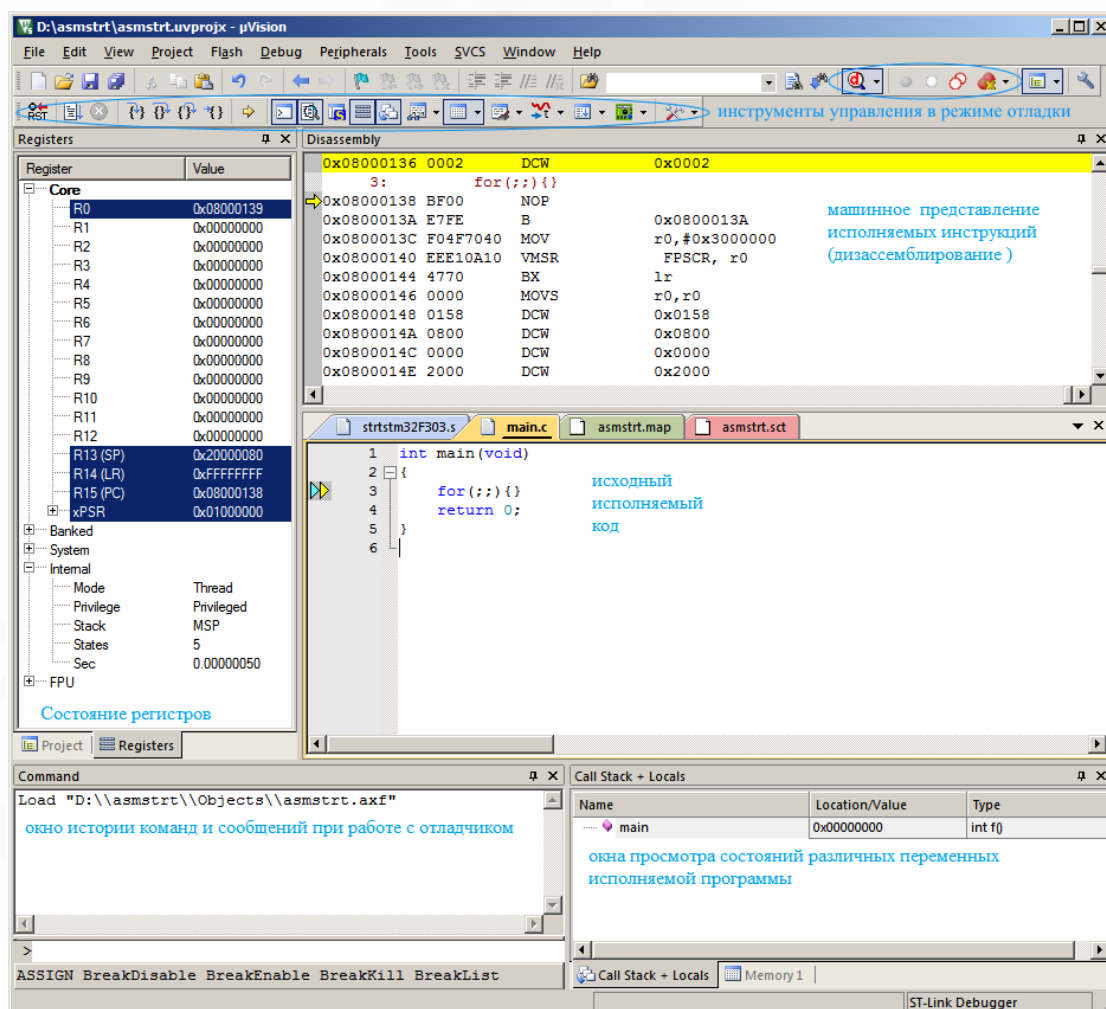 D:\asmstrt\asmstrt.uvprojx - µVision
File Edit View Project Flash Debug Peripherals Tools SVCS Window Help
RST
инструменты управления в режиме отладки
Registers
Register Value
Core
R0 0x08000139
R1 0x00000000
R2 0x00000000
R3 0x00000000
R4 0x00000000
R5 0x00000000
R6 0x00000000
R7 0x00000000
R8 0x00000000
R9 0x00000000
R10 0x00000000
R11 0x00000000
R12 0x00000000
R13 (SP) 0x20000080
R14 (LR) 0xFFFFFFFF
R15 (PC) 0x08000138
xPSR 0x01000000
Banked
System
Internal
Mode Thread
Privilege Privileged
Stack MSP
States 5
Sec 0.00000050
FPU
Состояние регистров
Project Registers
Disassembly
0x08000136 0002 DCW 0x0002
3: for(;;){}
0x08000138 BF00 NOP
0x0800013A E7FE B 0x0800013A
0x0800013C F04F7040 MOV r0,#0x3000000
0x08000140 EEE10A10 VMSR FPSCR, r0
0x08000144 4770 BX lr
0x08000146 0000 MOVS r0,r0
0x08000148 0158 DCW 0x0158
0x0800014A 0800 DCW 0x0800
0x0800014C 0000 DCW 0x0000
0x0800014E 2000 DCW 0x2000
машинное представление
исполняемых инструкций
(дизассемблирование )
strtstm32F303.s main.c asmstrt.map asmstrt.sct
1 int main(void)
2 {
3 for(;;){}
4 return 0;
5 }
6
исходный
исполняемый
код
Command
Load "D:\\asmstrt\\Objects\\asmstrt.axf"
окно истории команд и сообщений при работе с отладчиком
>
ASSIGN BreakDisable BreakEnable BreakKill BreakList
Call Stack + Locals
Name Location/Value Type
main 0x00000000 int f()
окна просмотра состояний различных переменных
исполняемой программы
Call Stack + Locals Memory 1
ST-Link Debugger